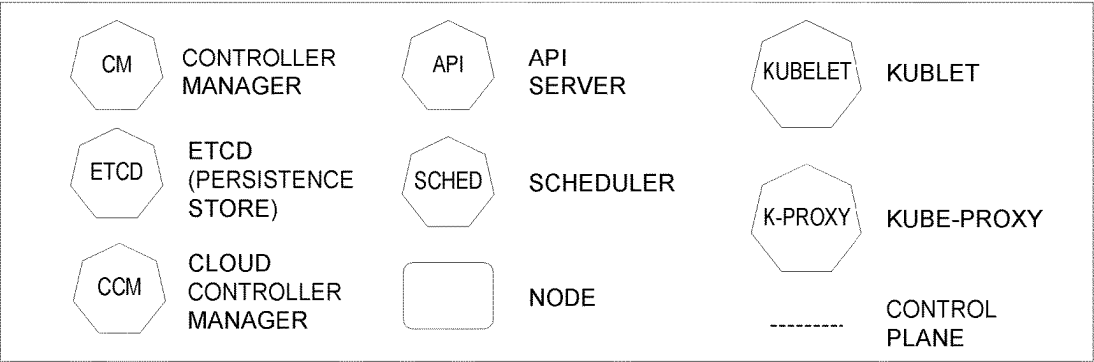 CM
CONTROLLER
MANAGER
API
API
SERVER
KUBELET
KUBLET
ETCD
ETCD
(PERSISTENCE
STORE)
SCHED
SCHEDULER
K-PROXY
KUBE-PROXY
CCM
CLOUD
CONTROLLER
MANAGER
NODE
CONTROL
PLANE